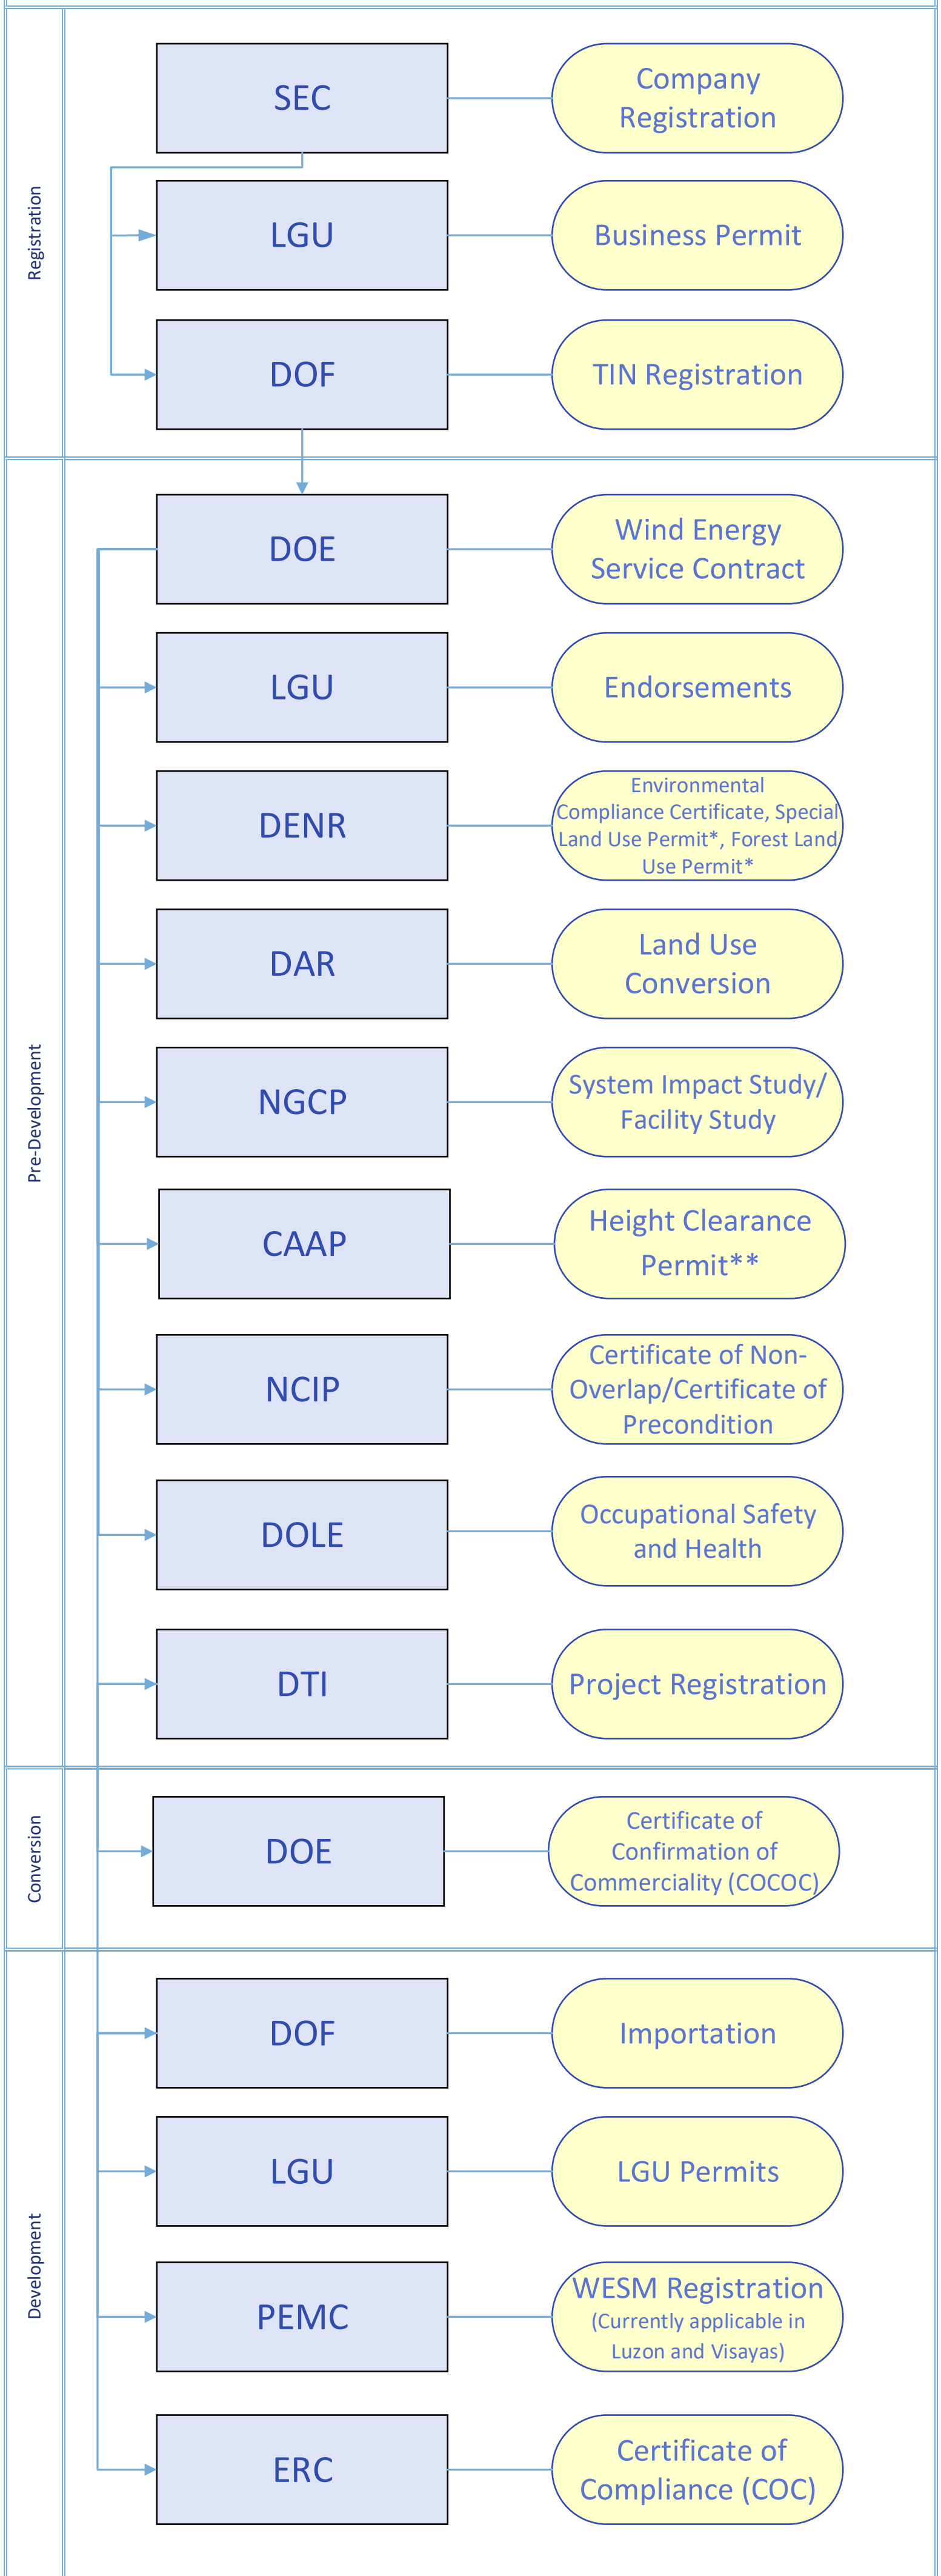 Registration
SEC
Company
Registration
LGU
Business Permit
DOF
TIN Registration
Pre-Development
DOE
Wind Energy
Service Contract
LGU
Endorsements
DENR
Environmental
Compliance Certificate, Special
Land Use Permit*, Forest Land
Use Permit*
DAR
Land Use
Conversion
NGCP
System Impact Study/
Facility Study
CAAP
Height Clearance
Permit**
NCIP
Certificate of Non-
Overlap/Certificate of
Precondition
DOLE
Occupational Safety
and Health
DTI
Project Registration
Conversion
DOE
Certificate of
Confirmation of
Commerciality (COCOC)
Development
DOF
Importation
LGU
LGU Permits
PEMC
WESM Registration
(Currently applicable in
Luzon and Visayas)
ERC
Certificate of
Compliance (COC)